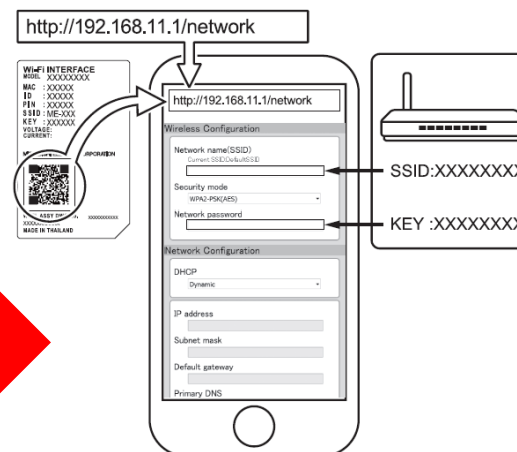 http://192.168.11.1/network
Wi-Fi INTERFACE
MODEL XXXXXXXX
MAC :XXXXX
ID :XXXXX
PIN :XXXXX
SSID:ME-XXX
KEY :XXXXXX
VOLTAGE:
CURRENT:
MADE IN THAILAND
http://192.168.11.1/network
Wireless Configuration
Network name(SSID)
Current SSID:DefaultSSID
Security mode
WPA2-PSK(AES)
Network password
Network Configuration
DHCP
Dynamic
IP address
Subnet mask
Default gateway
Primary DNS
SSID:XXXXXXXX
KEY :XXXXXXXX